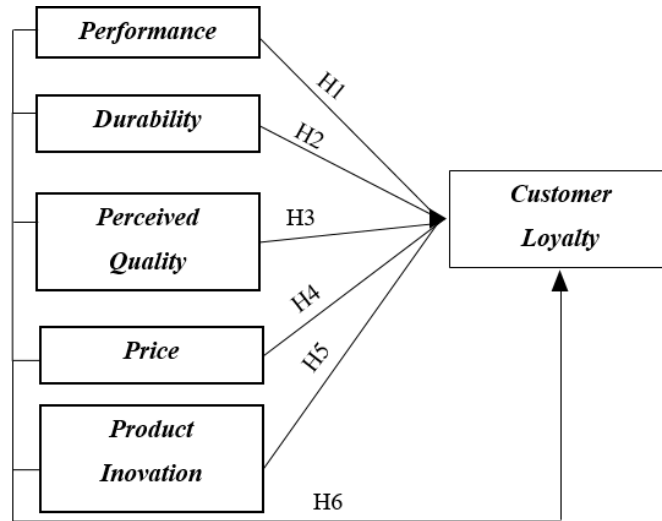 Performance
H1
Durability
H2
Perceived
Quality
H3
Customer
Loyalty
H4
Price
H5
Product
Inovation
H6